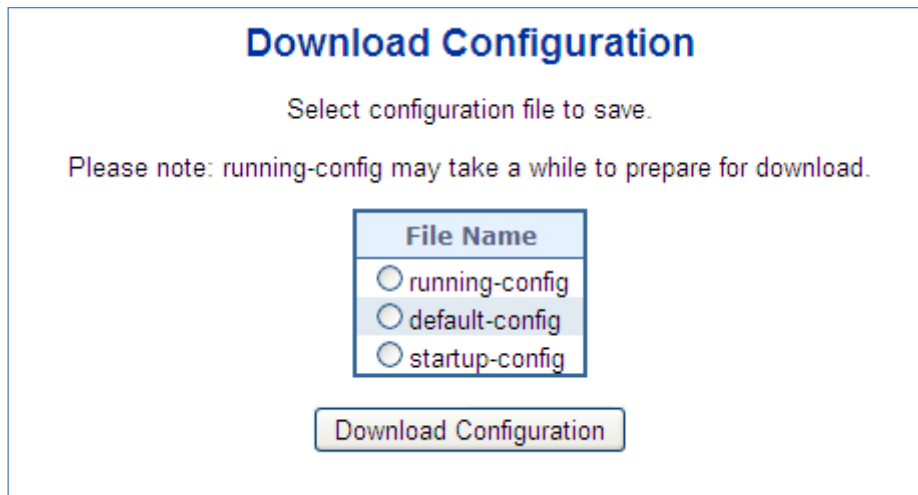 Download Configuration
Select configuration file to save.
Please note: running-config may take a while to prepare for download.
File Name
running-config
default-config
startup-config
Download Configuration